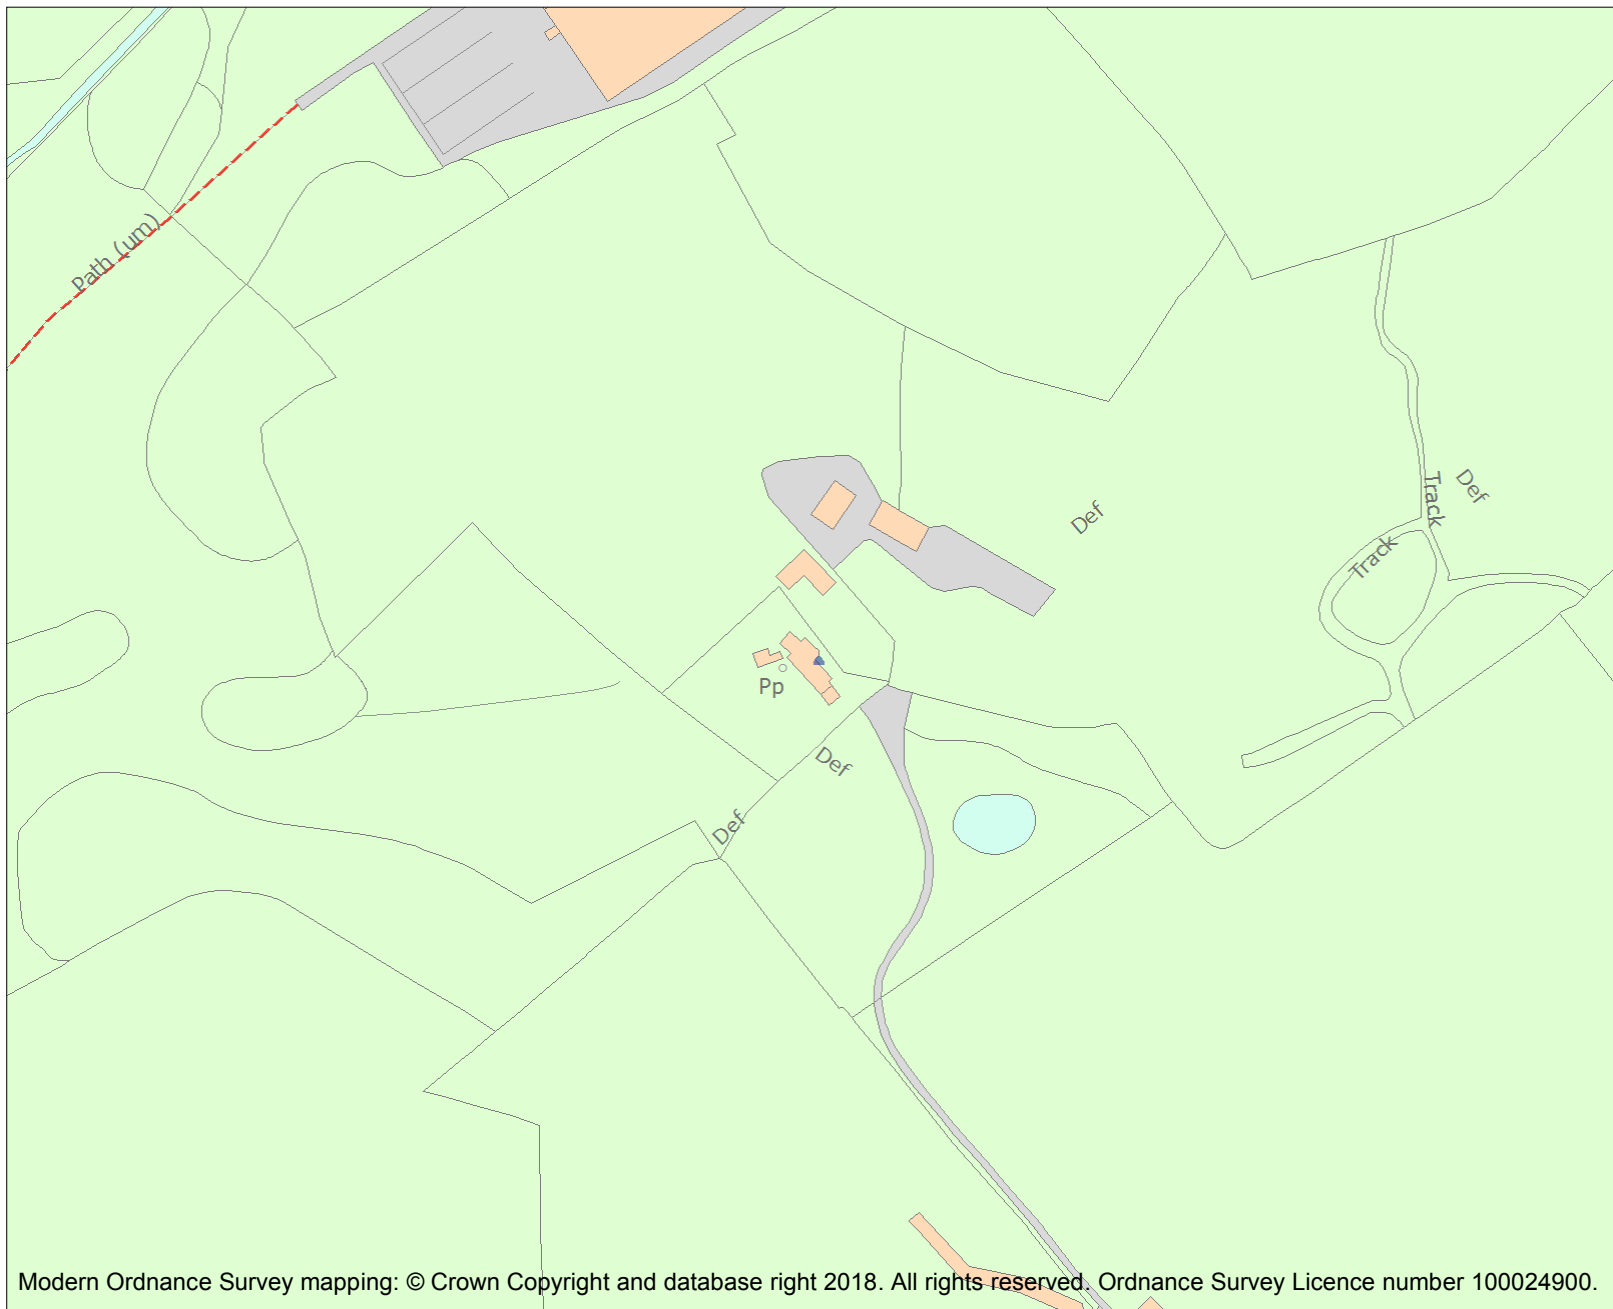 Path (um)
Def
Track
Def
Track
Pp
Def
Def
Modern Ordnance Survey mapping: © Crown Copyright and database right 2018. All rights reserved. Ordnance Survey Licence number 100024900.